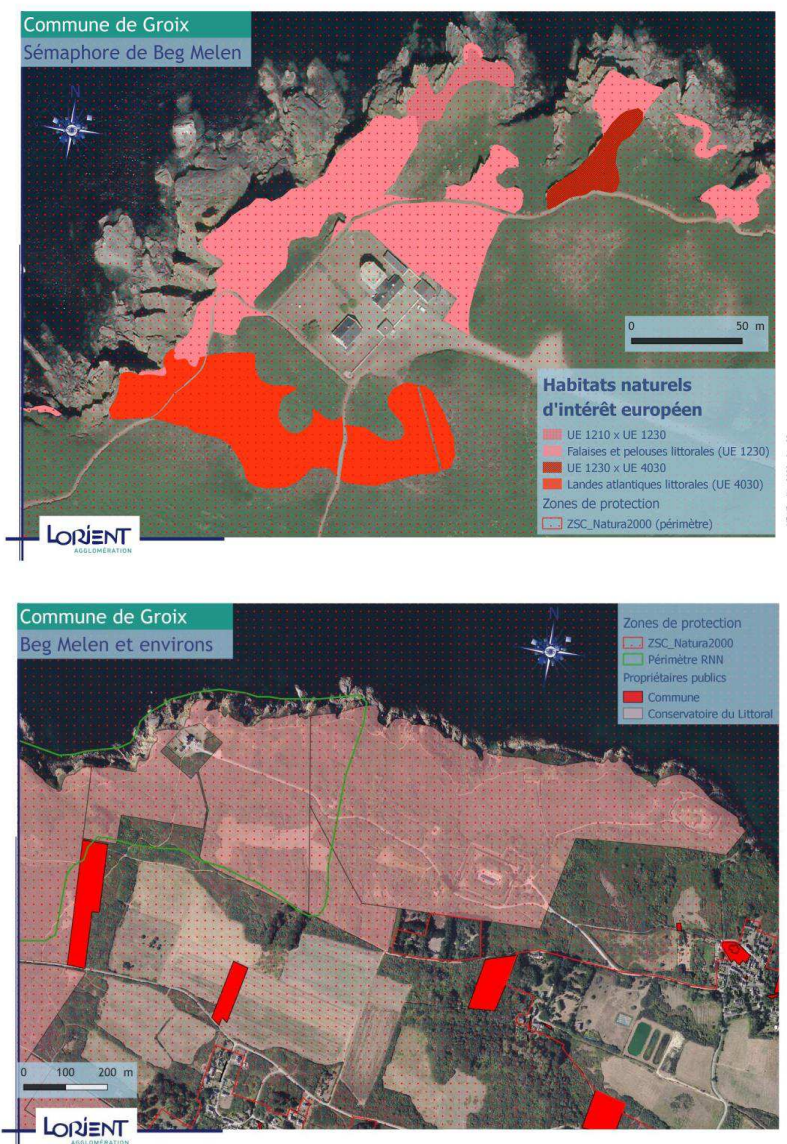 Commune de Groix
Sémaphore de Beg Melen
N
0 50 m
Habitats naturels
d'intérêt européen
UE 1210 x UE 1230
Falaises et pelouses littorales (UE 1230)
UE 1230 x UE 4030
Landes atlantiques littorales (UE 4030)
Zones de protection
ZSC_Natura2000 (périmètre)
LORIENT
AGGLOMÉRATION
Commune de Groix
Beg Melen et environs
N
Zones de protection
ZSC_Natura2000
Périmètre RNN
Propriétaires publics
Commune
Conservatoire du Littoral
0 100 200 m
LORIENT
AGGLOMÉRATION